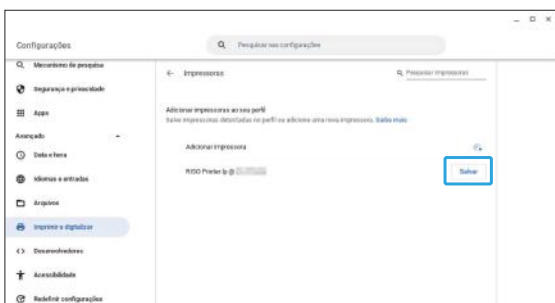 Configurações
Pesquisar nas configurações
Mecanismo de pesquisa
Segurança e privacidade
Apps
Avançado
Data e hora
Idiomas e entradas
Arquivos
Imprimir e digitalizar
Desenvolvedores
Acessibilidade
Redefinir configurações
Impressoras
Pesquisar impressoras
Adicionar impressoras ao seu perfil
Salve impressoras detectadas no perfil ou adicione uma nova impressora. Saiba mais
Adicionar impressora
RISO Printer lp @
Salvar